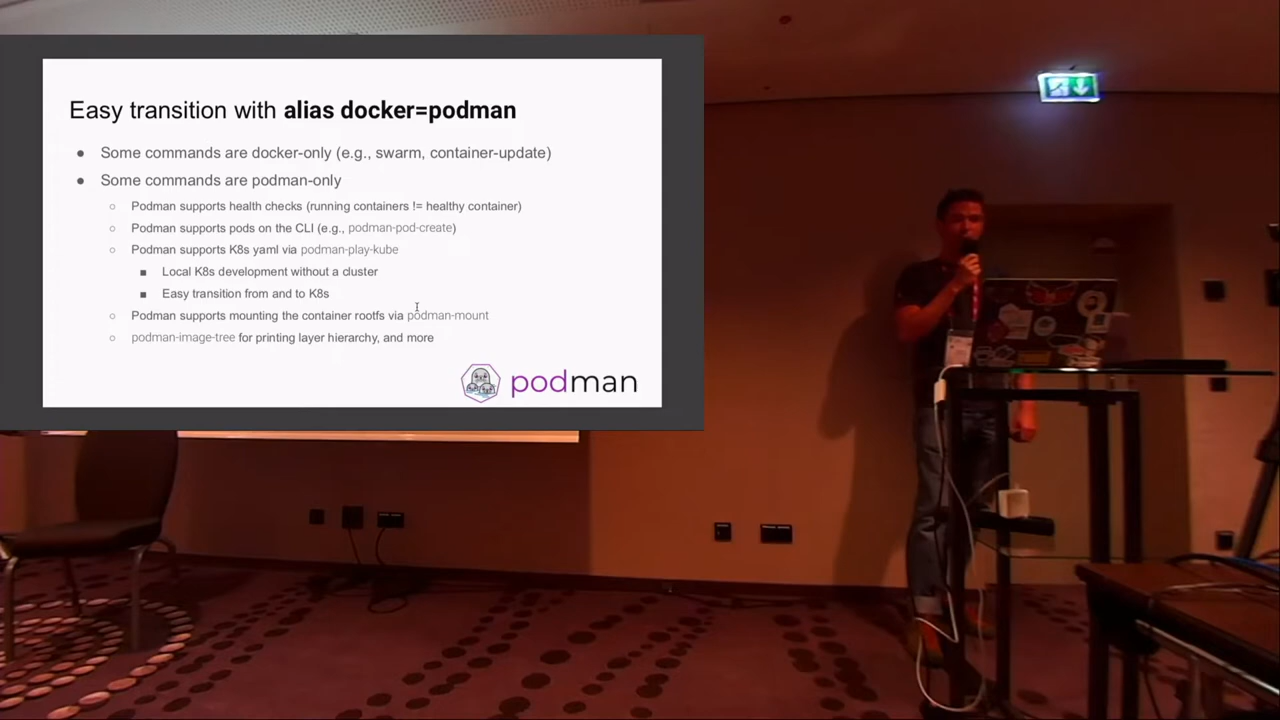 Easy transition with alias docker=podman
● Some commands are docker-only (e.g., swarm, container-update)
● Some commands are podman-only
○ Podman supports health checks (running containers != healthy container)
○ Podman supports pods on the CLI (e.g., podman-pod-create)
○ Podman supports K8s yaml via podman-play-kube
■ Local K8s development without a cluster
■ Easy transition from and to K8s
○ Podman supports mounting the container rootfs via podman-mount
○ podman-image-tree for printing layer hierarchy, and more
podman